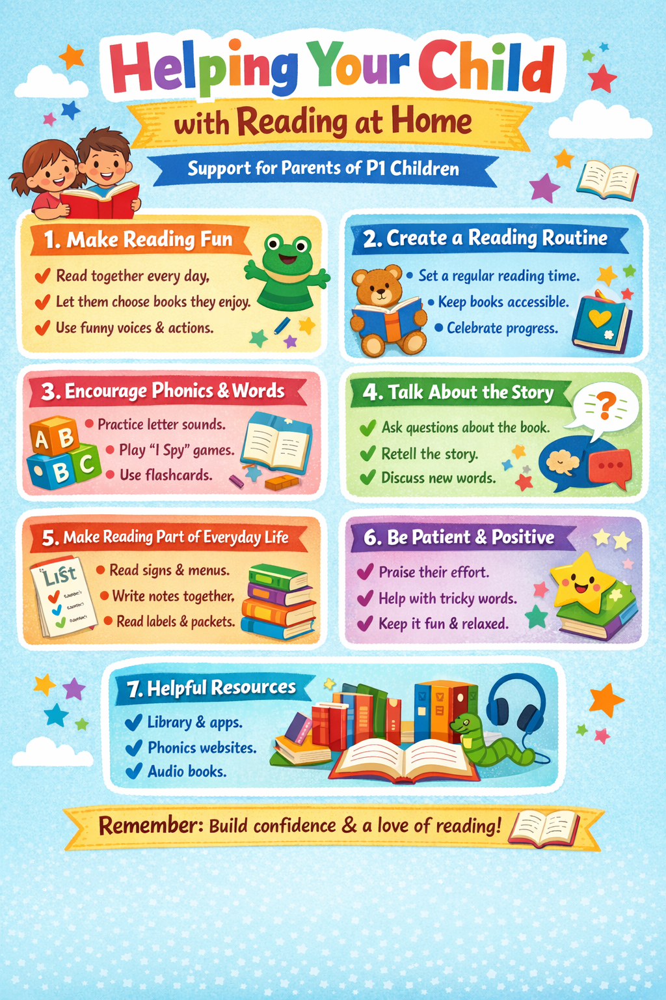 Helping Your Child
with Reading at Home
Support for Parents of P1 Children
1. Make Reading Fun
Read together every day,
Let them choose books they enjoy.
Use funny voices & actions.
2. Create a Reading Routine
Set a regular reading time.
Keep books accessible.
Celebrate progress.
3. Encourage Phonics & Words
A B
B C
Practice letter sounds.
Play “I Spy” games.
Use flashcards.
4. Talk About the Story
?
Ask questions about the book.
Retell the story.
Discuss new words.
5. Make Reading Part of Everyday Life
LIST
Read signs & menus.
Write notes together,
Read labels & packets.
6. Be Patient & Positive
Praise their effort.
Help with tricky words.
Keep it fun & relaxed.
7. Helpful Resources
Library & apps.
Phonics websites.
Audio books.
Remember: Build confidence & a love of reading!